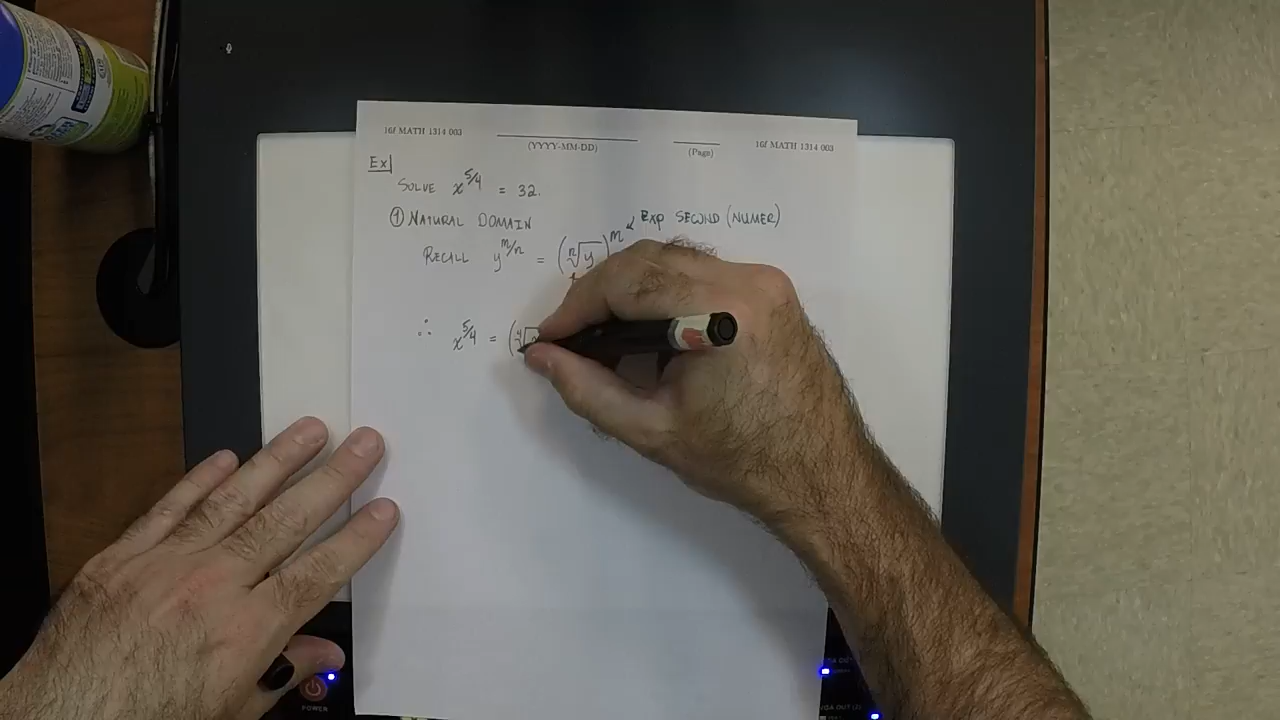 16f MATH 1314 003 (YYYY-MM-DD) (Page) 16f MATH 1314 003
Ex
SOLVE x^{5/4} = 32.
① NATURAL DOMAIN EXP SECOND (NUMER)
RECALL y^{m/n} = (ⁿ√y)^m
∴ x^{5/4} = (⁴√
POWER